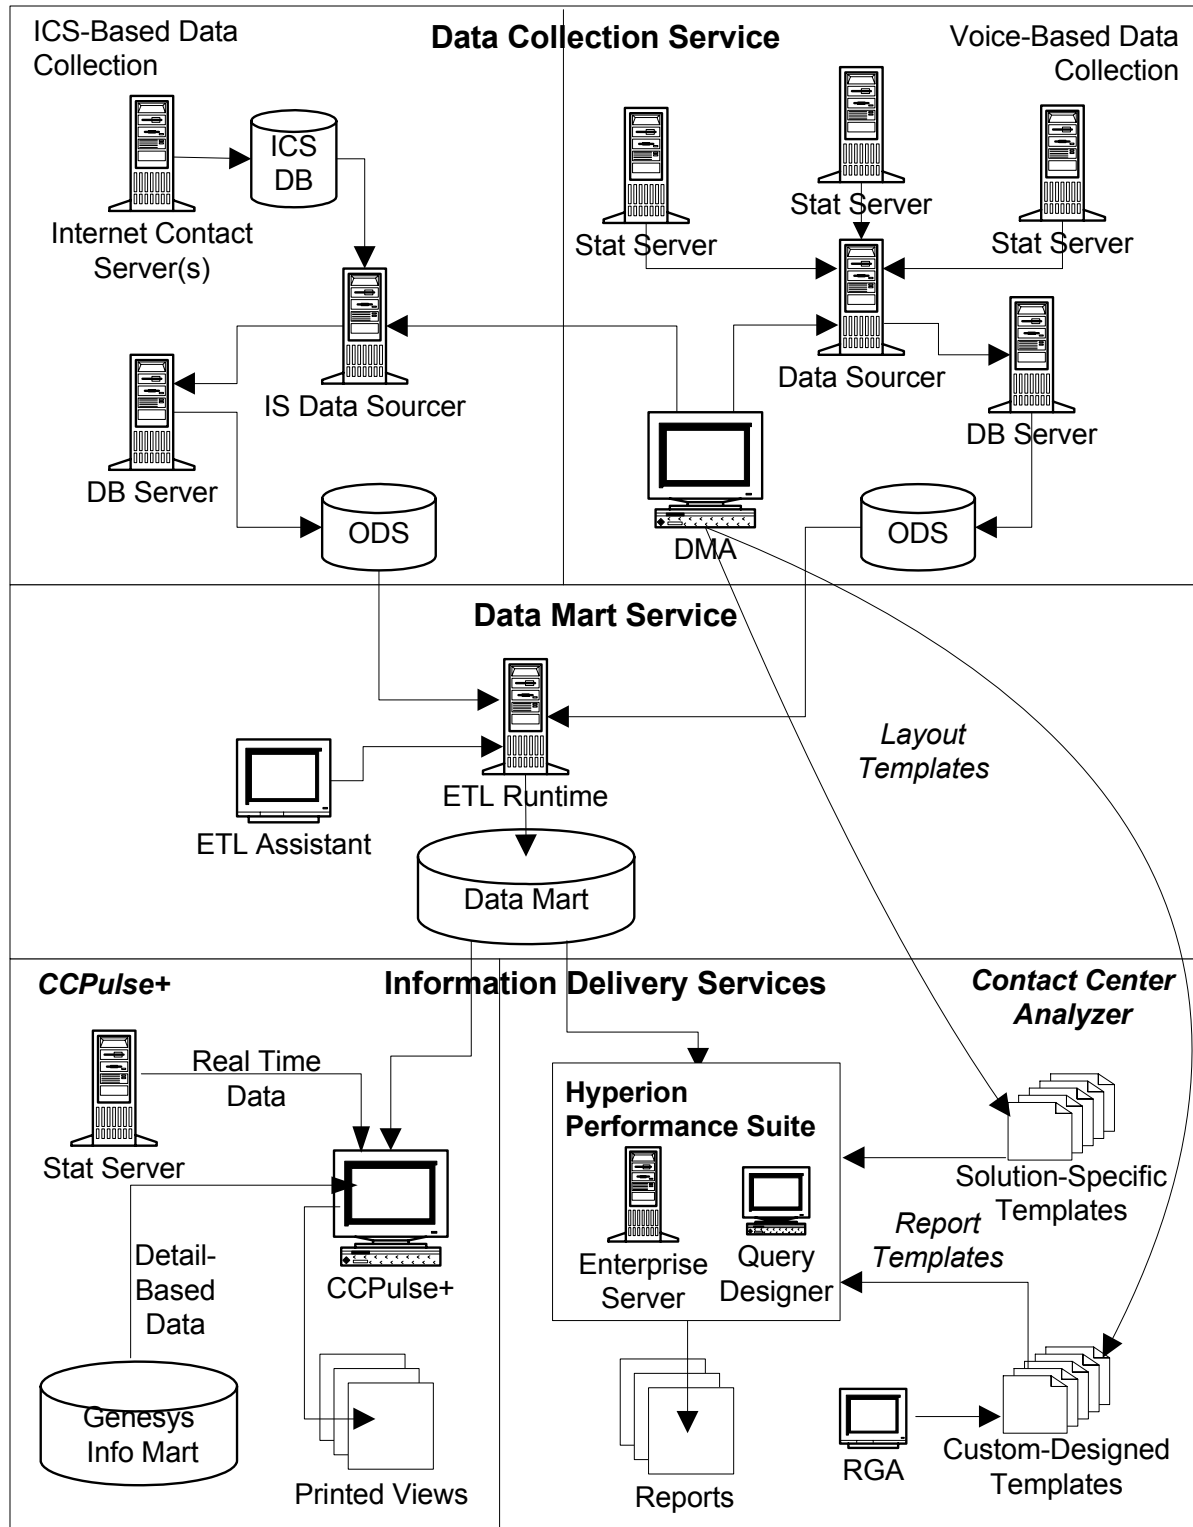 ICS-Based Data
Collection
Data Collection Service
Voice-Based Data
Collection
ICS
DB
Internet Contact
Server(s)
Stat Server
Stat Server
Stat Server
IS Data Sourcer
Data Sourcer
DB Server
DB Server
ODS
DMA
ODS
Data Mart Service
ETL Runtime
ETL Assistant
Layout
Templates
Data Mart
CCPulse+
Information Delivery Services
Contact Center
Analyzer
Real Time
Data
Stat Server
Hyperion
Performance Suite
Enterprise
Server
Query
Designer
Solution-Specific
Templates
Report
Templates
Detail-
Based
Data
CCPulse+
Genesys
Info Mart
Printed Views
Reports
RGA
Custom-Designed
Templates